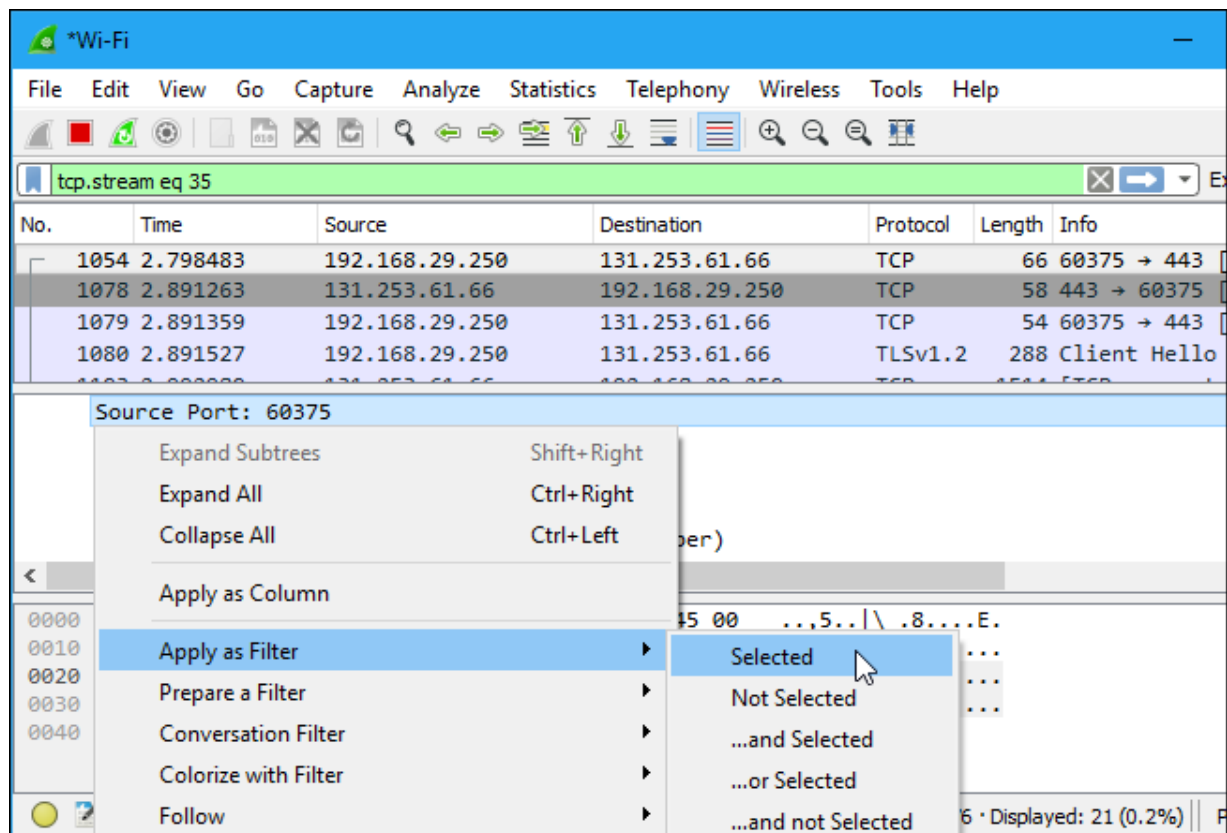 *Wi-Fi
File Edit View Go Capture Analyze Statistics Telephony Wireless Tools Help
tcp.stream eq 35
No. Time Source Destination Protocol Length Info
1054 2.798483 192.168.29.250 131.253.61.66 TCP 66 60375 → 443 [
1078 2.891263 131.253.61.66 192.168.29.250 TCP 58 443 → 60375 [
1079 2.891359 192.168.29.250 131.253.61.66 TCP 54 60375 → 443 [
1080 2.891527 192.168.29.250 131.253.61.66 TLSv1.2 288 Client Hello
Source Port: 60375
Expand Subtrees Shift+Right
Expand All Ctrl+Right
Collapse All Ctrl+Left
ber)
Apply as Column
0000 45 00 ..,5..|\ .8....E.
0010 Apply as Filter Selected ...
0020 ...
Prepare a Filter Not Selected
0030 ...
0040 Conversation Filter ...and Selected
Colorize with Filter ...or Selected
Follow ...and not Selected
6 · Displayed: 21 (0.2%)